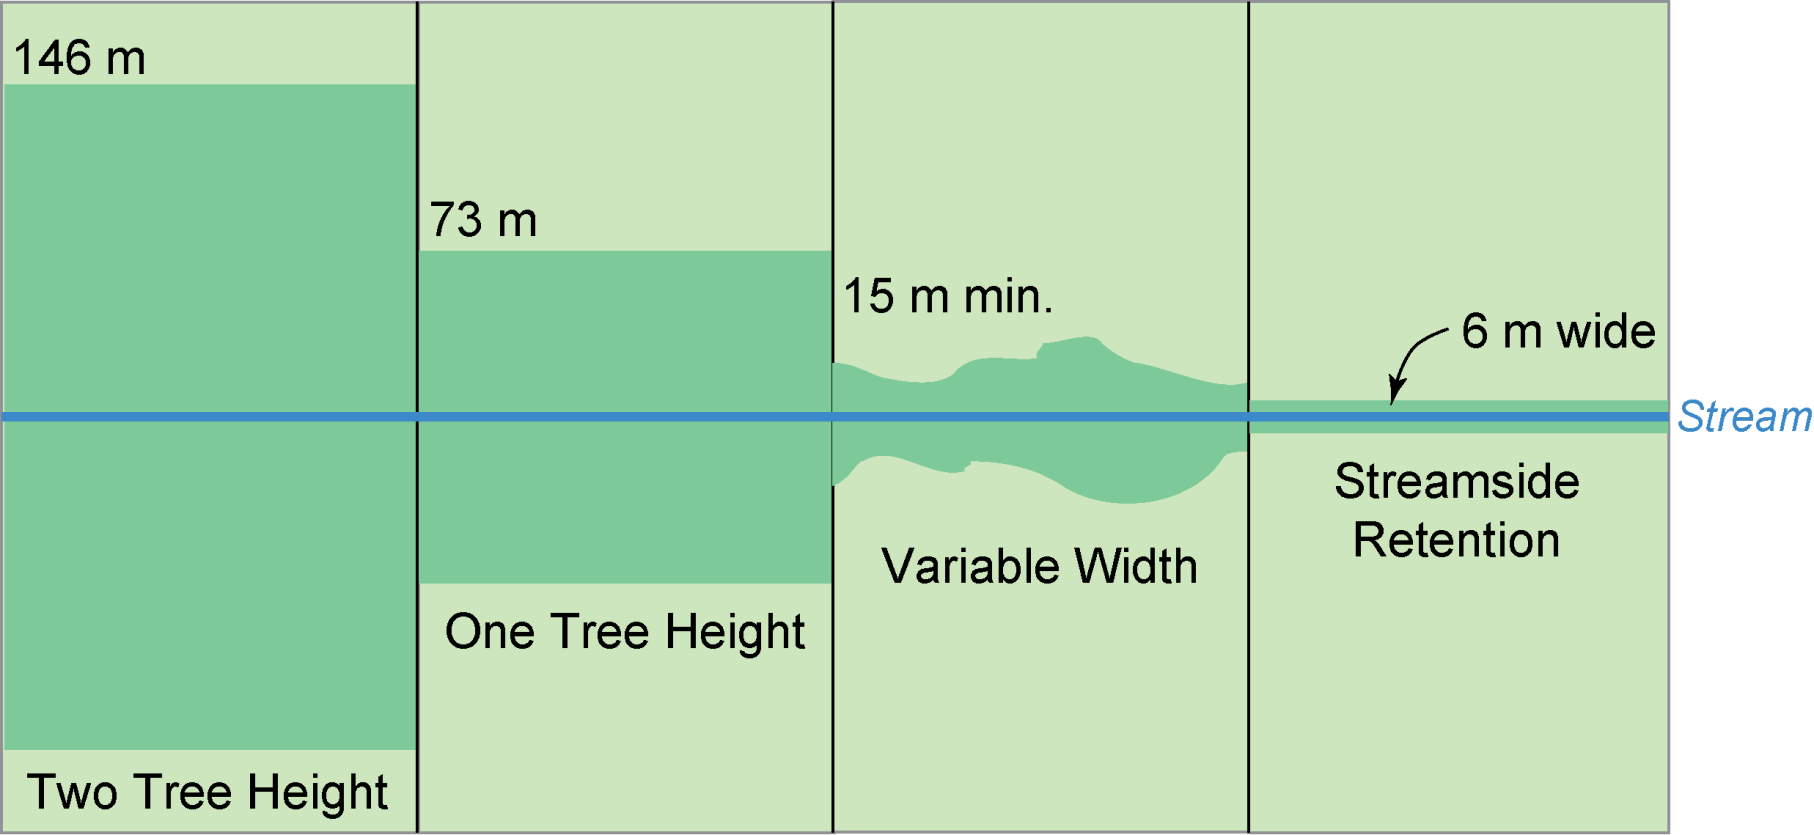 146 m
73 m
15 m min.
6 m wide
Stream
Streamside
Retention
Variable Width
One Tree Height
Two Tree Height